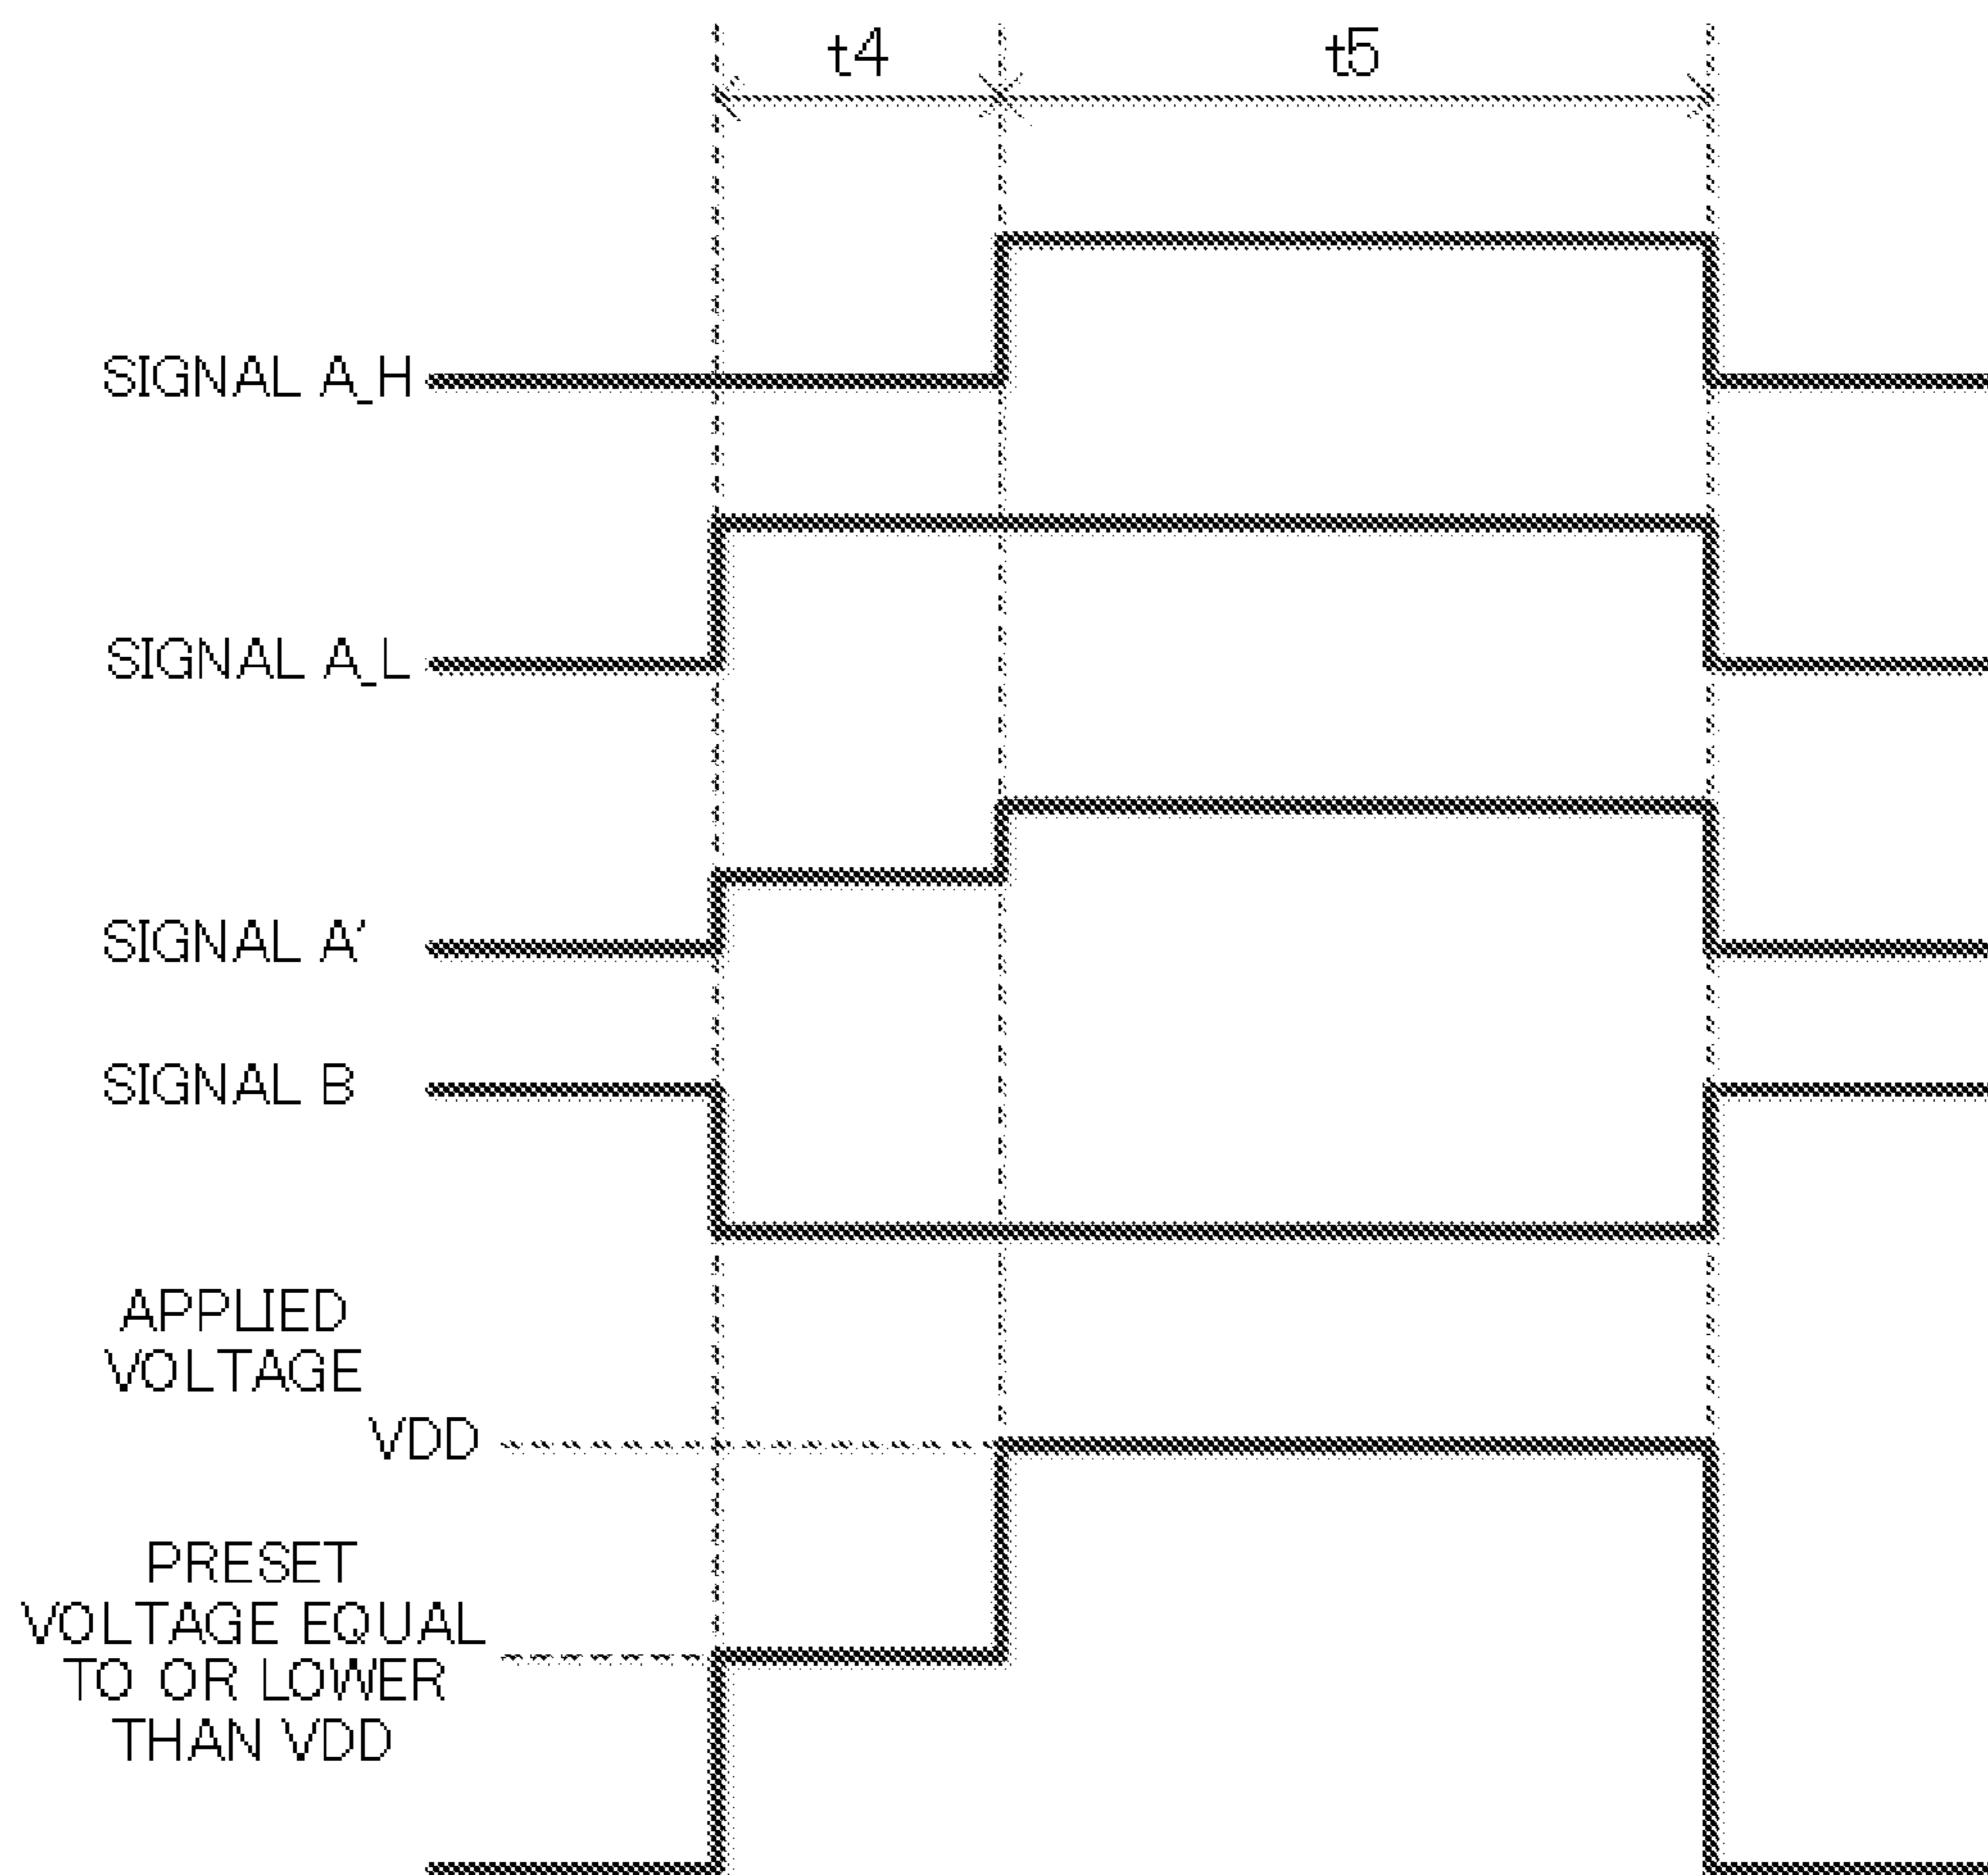 t4
t5
SIGNAL A_H
SIGNAL A_L
SIGNAL A'
SIGNAL B
APPLIED
VOLTAGE
VDD
PRESET
VOLTAGE EQUAL
TO OR LOWER
THAN VDD